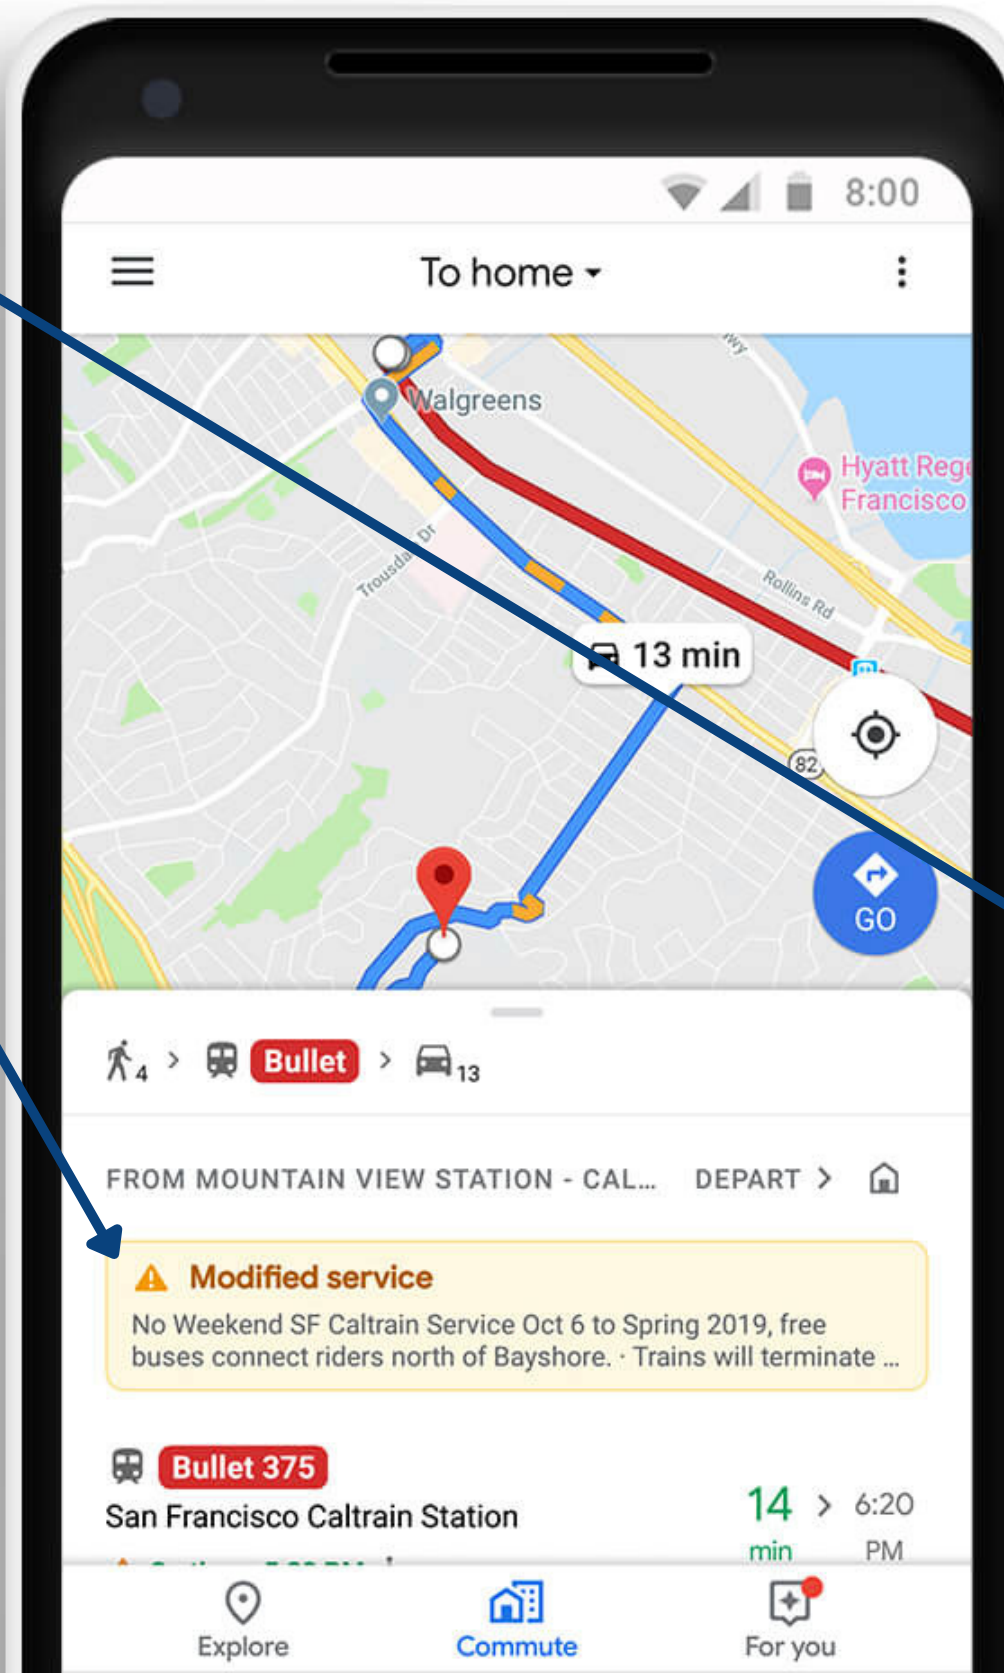 8:00
To home
wy
Walgreens
Hyatt Rege
Francisco
Trousda Dr
Rollins Rd
13 min
82
GO
4 > Bullet > 13
FROM MOUNTAIN VIEW STATION - CAL... DEPART >
Modified service
No Weekend SF Caltrain Service Oct 6 to Spring 2019, free
buses connect riders north of Bayshore. · Trains will terminate ...
Bullet 375
San Francisco Caltrain Station
14 > 6:20
min PM
Explore
Commute
For you